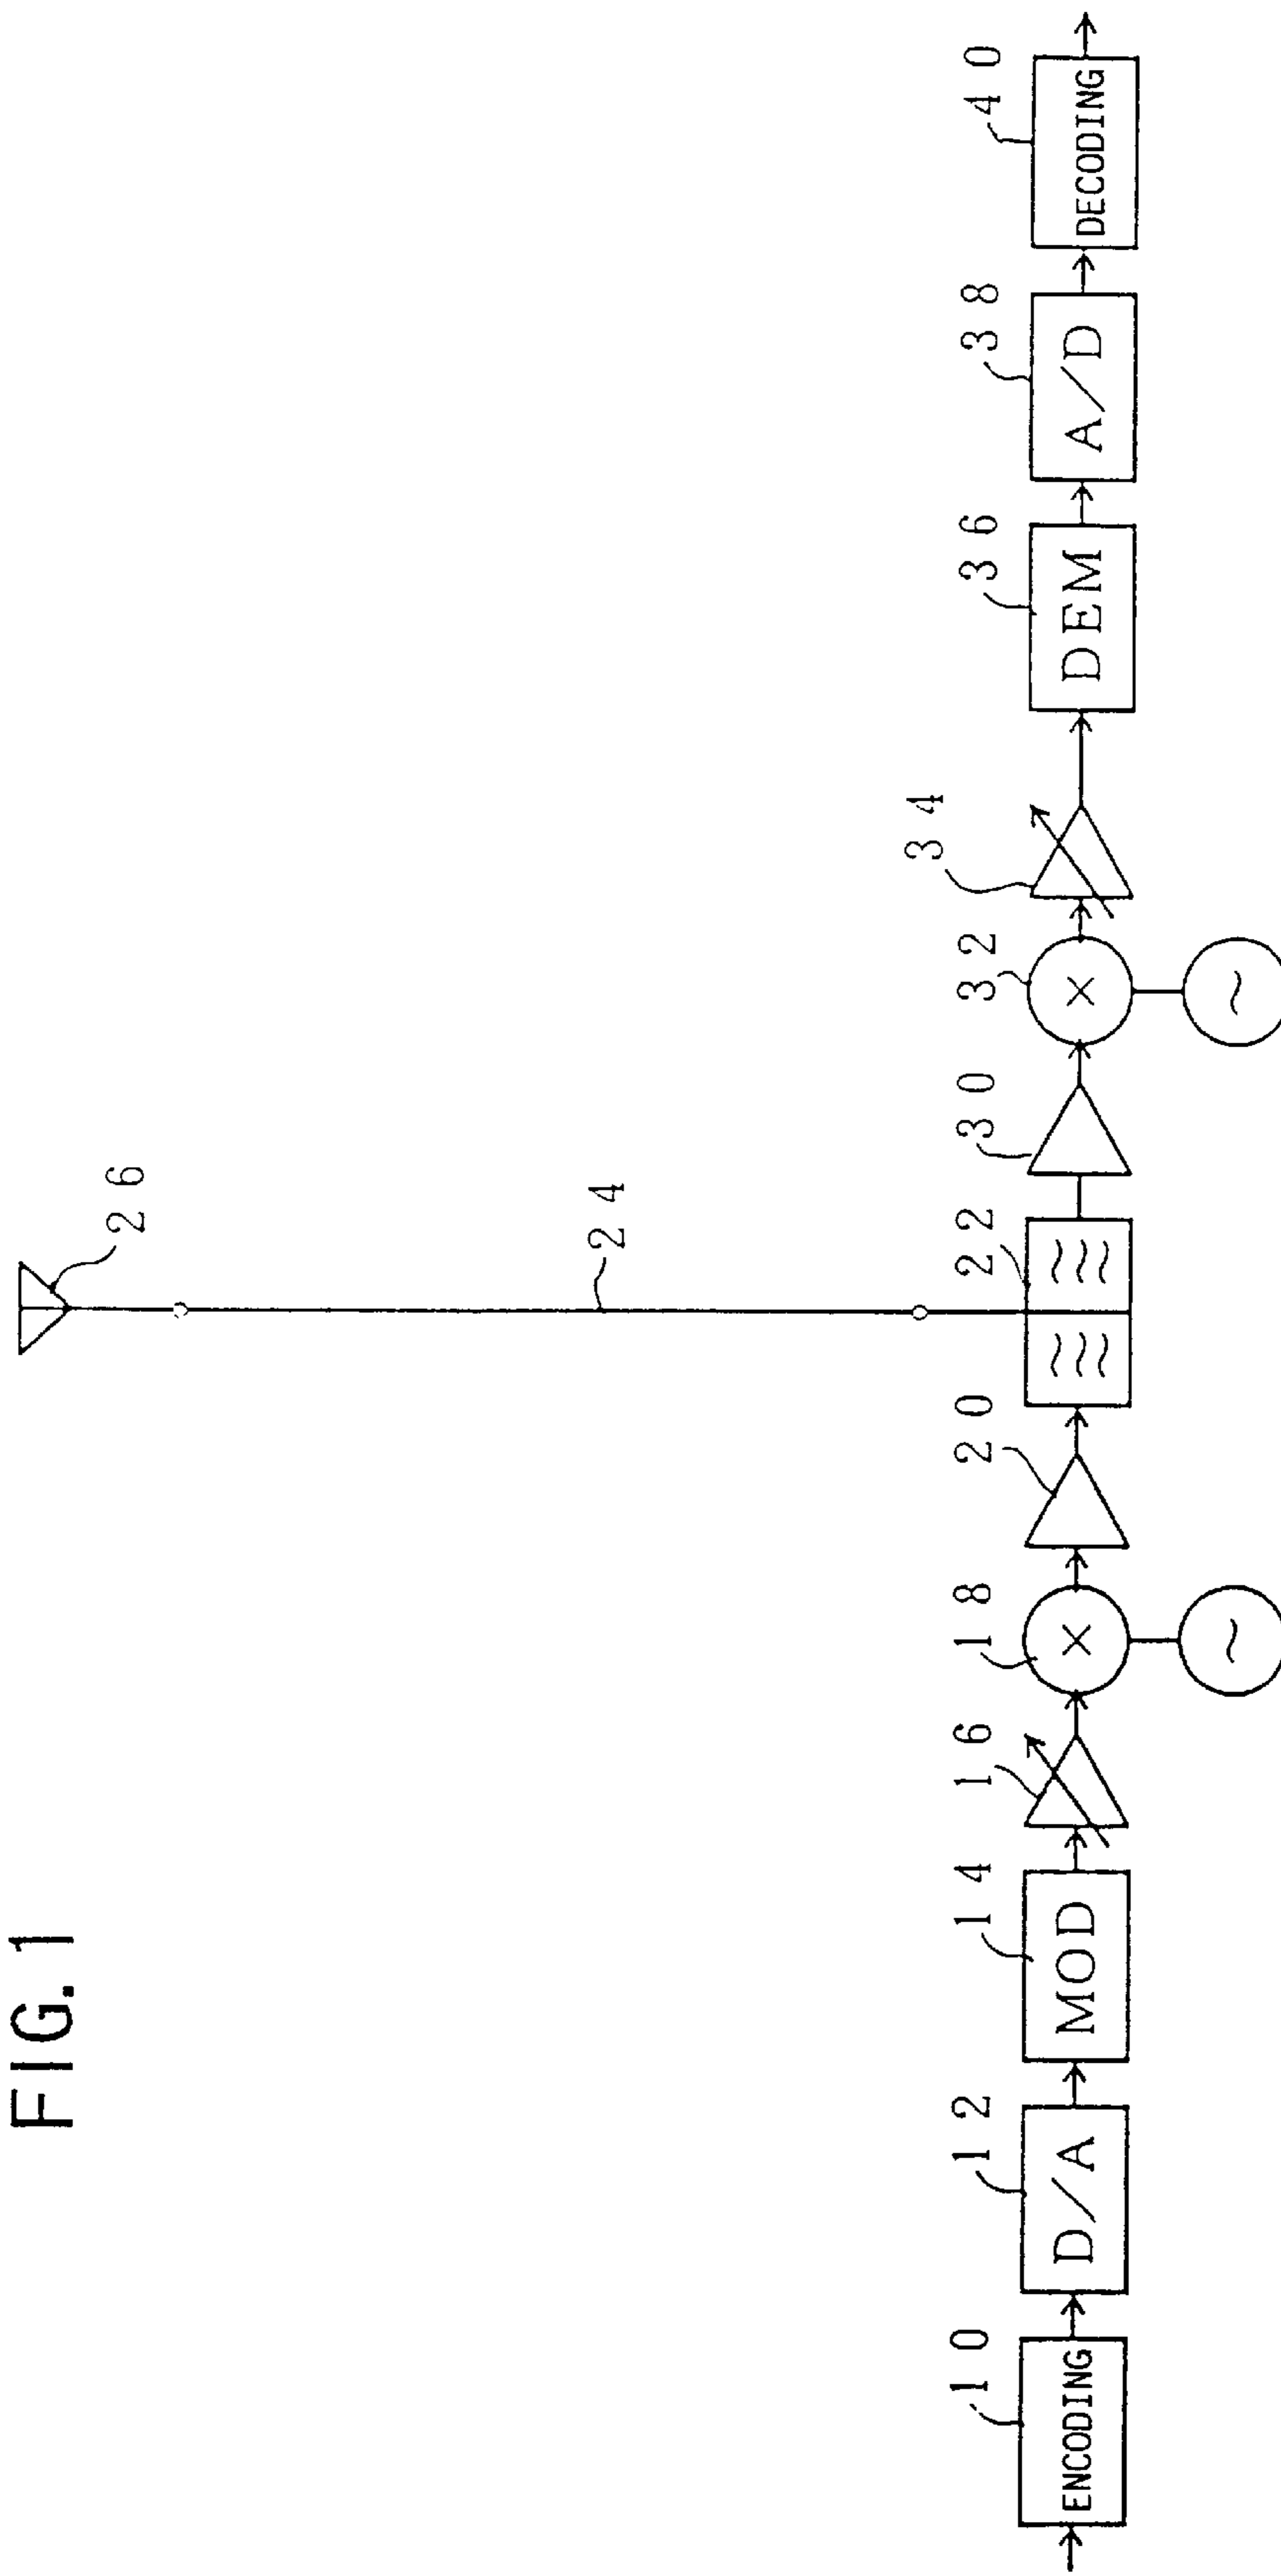 FIG. 1
26
24
10
12
14
16
18
20
22
30
32
34
36
38
40
ENCODING
D/A
MOD
×
×
DEM
A/D
DECODING
~
~